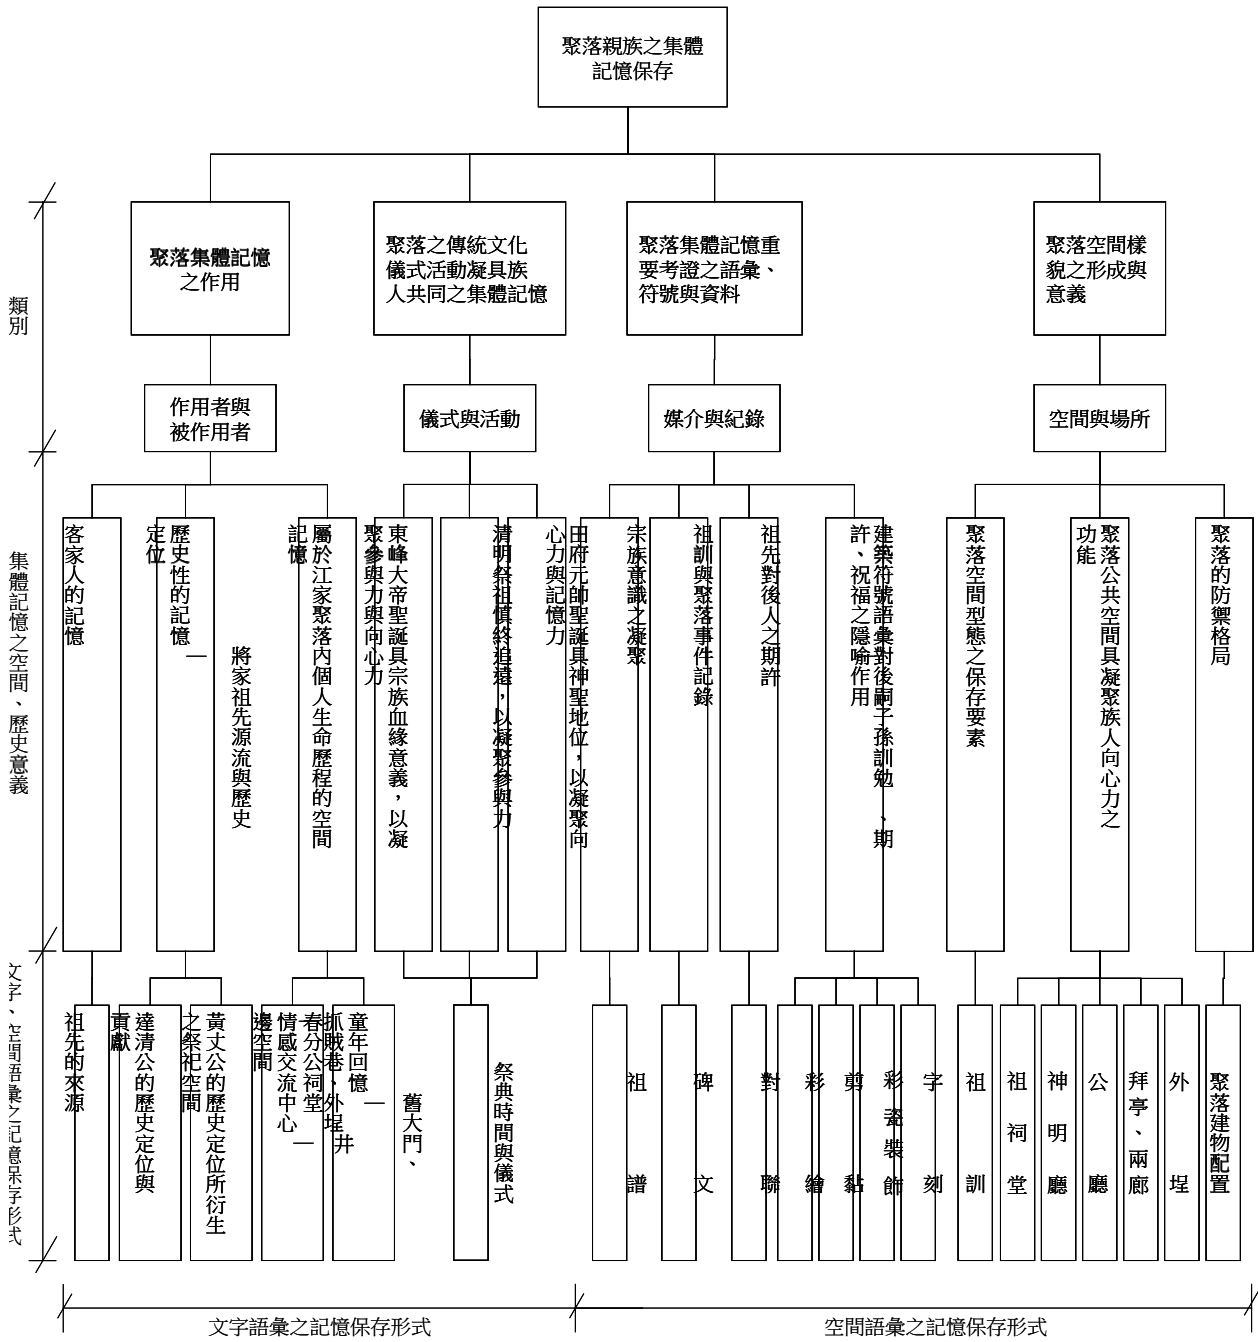 聚落親族之集體
記憶保存
類別
聚落集體記憶
之作用
聚落之傳統文化
儀式活動凝具族
人共同之集體記憶
聚落集體記憶重
要考證之語彙、
符號與資料
聚落空間樣
貌之形成與
意義
作用者與
被作用者
儀式與活動
媒介與紀錄
空間與場所
集體記憶之空間、歷史意義
客家人的記憶
歷史性的記憶—將家祖先源流與歷史
定位
屬於江家聚落內個人生命歷程的空間
記憶
東峰大帝聖誕具宗族血緣意義，以凝
聚參與力與向心力
清明祭祖慎終追遠，以凝聚參與力
田府元帥聖誕具神聖地位，以凝聚向
心力與記憶力
宗族意識之凝聚
祖訓與聚落事件記錄
祖先對後人之期許
建築符號語彙對後嗣子孫訓勉、期
許、祝福之隱喻作用
聚落空間型態之保存要素
聚落公共空間具凝聚族人向心力之
功能
聚落的防禦格局
文字、空間語彙之記憶保存形式
祖先的來源
達清公的歷史定位與
貢獻
黃丈公的歷史定位所衍生
之祭祀空間
春分公祠堂
情感交流中心—井
邊空間
童年回憶—舊大門、
抓賊巷、外埕
祭典時間與儀式
祖譜
碑文
對聯
彩繪
剪黏
彩瓷裝飾
字刻
祖訓
祖祠堂
神明廳
公廳
拜亭、兩廊
外埕
聚落建物配置
文字語彙之記憶保存形式
空間語彙之記憶保存形式